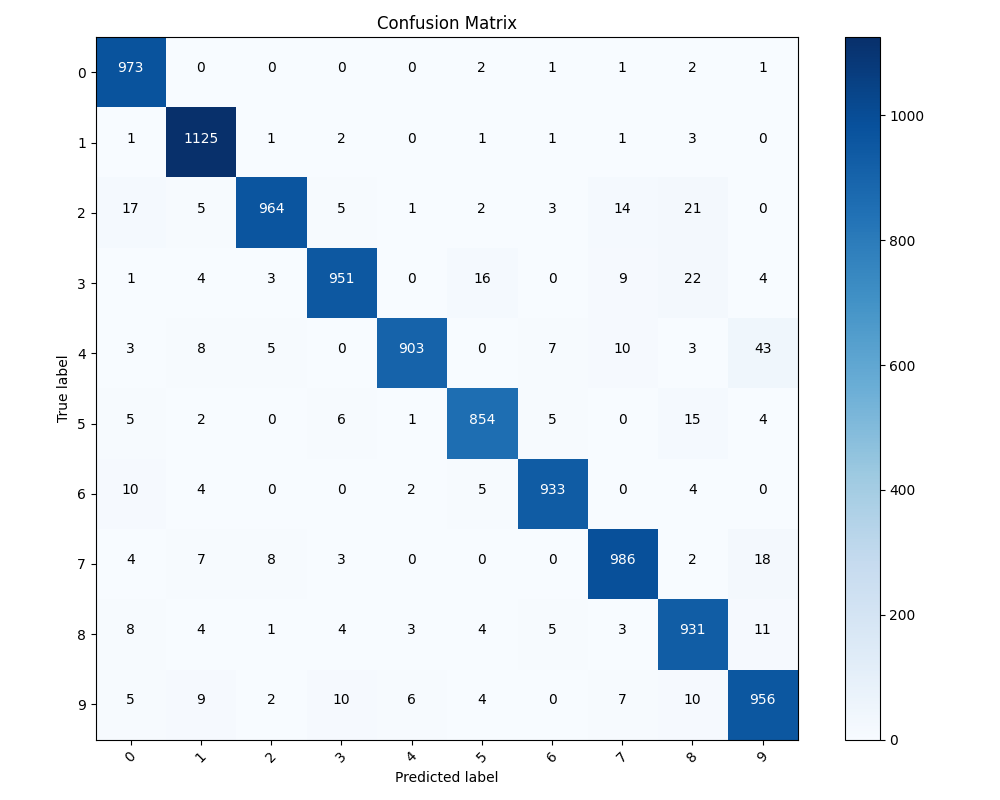 Confusion Matrix
0 973 0 0 0 0 2 1 1 2 1
1 1 1125 1 2 0 1 1 1 3 0
2 17 5 964 5 1 2 3 14 21 0
3 1 4 3 951 0 16 0 9 22 4
4 3 8 5 0 903 0 7 10 3 43
5 5 2 0 6 1 854 5 0 15 4
6 10 4 0 0 2 5 933 0 4 0
7 4 7 8 3 0 0 0 986 2 18
8 8 4 1 4 3 4 5 3 931 11
9 5 9 2 10 6 4 0 7 10 956
0 1 2 3 4 5 6 7 8 9
True label
Predicted label
1000
800
600
400
200
0